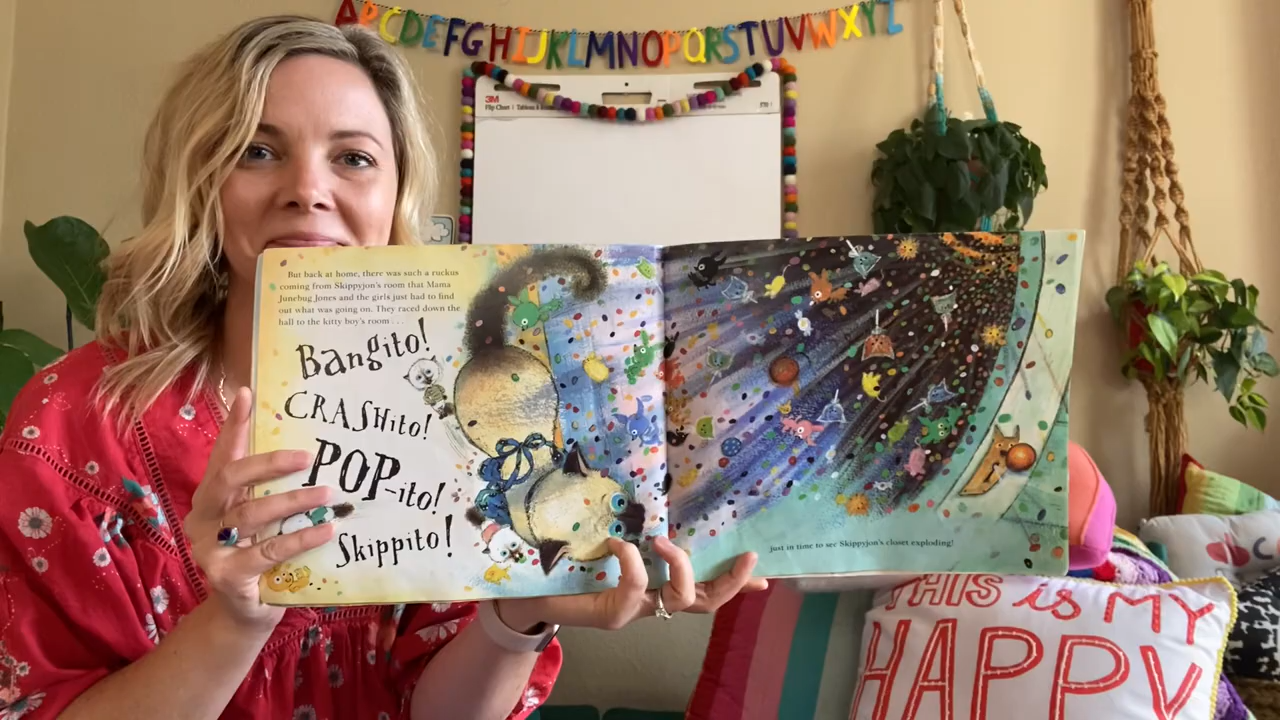 ABCDEFGHIJKLMNOPQRSTUVWXYZ
3M
Flip Chart
But back at home, there was such a ruckus
coming from Skippyjon's room that Mama
Junebug Jones and the girls just had to find
out what was going on. They raced down the
hall to the kitty boy's room . . .
Bangito!
CRASHito!
POP-ito!
Skippito!
just in time to see Skippyjon's closet exploding!
THIS is MY
HAPPY